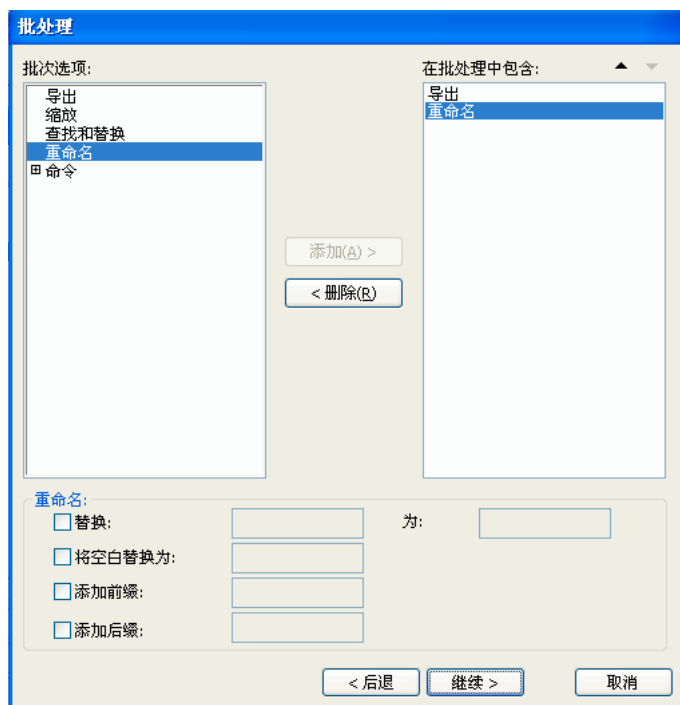 批处理
批次选项:
导出
缩放
查找和替换
重命名
命令
添加(A) >
< 删除(R)
在批处理中包含:
导出
重命名
重命名:
替换:
为:
将空白替换为:
添加前缀:
添加后缀:
< 后退
继续 >
取消